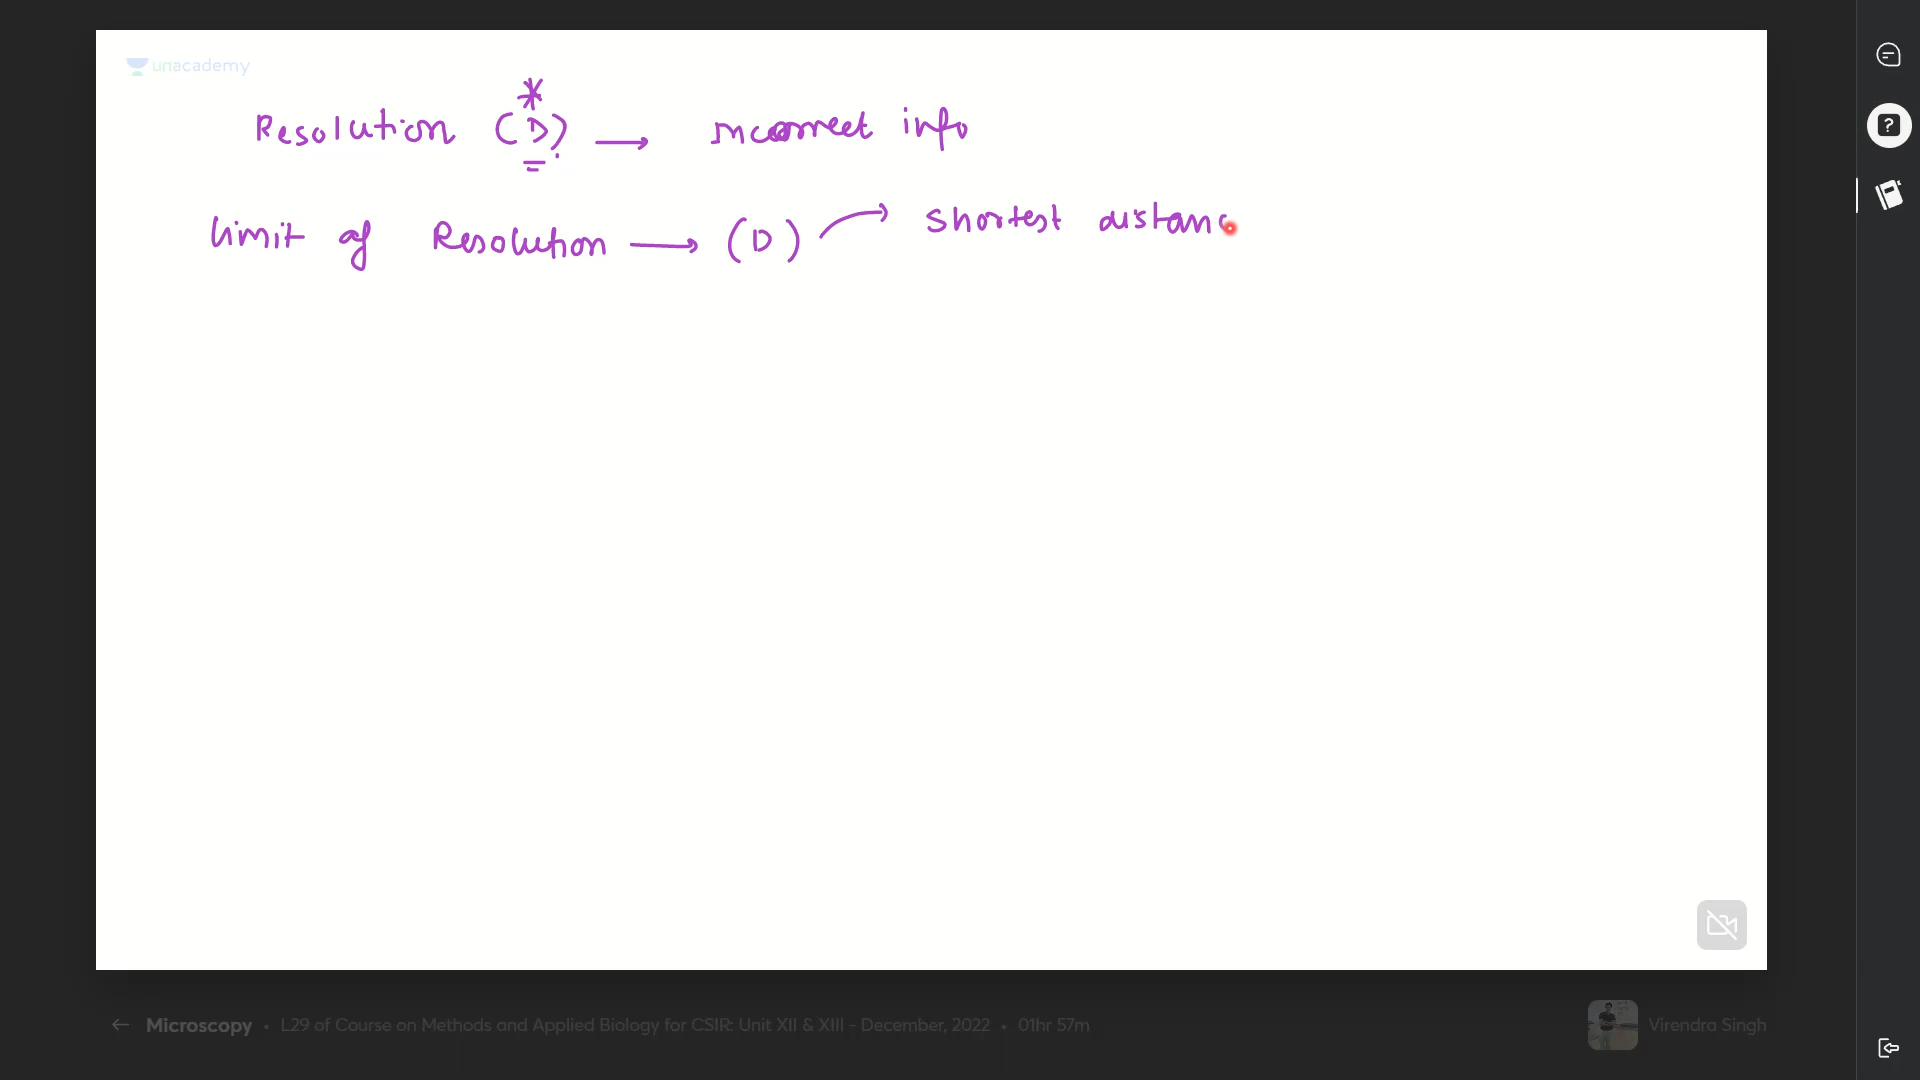 unacademy
Resolution (D) → incorrect info
limit of Resolution → (D) → shortest distanc
← Microscopy • L29 of Course on Methods and Applied Biology for CSIR: Unit XII & XIII - December, 2022 • 01hr 57m
Virendra Singh